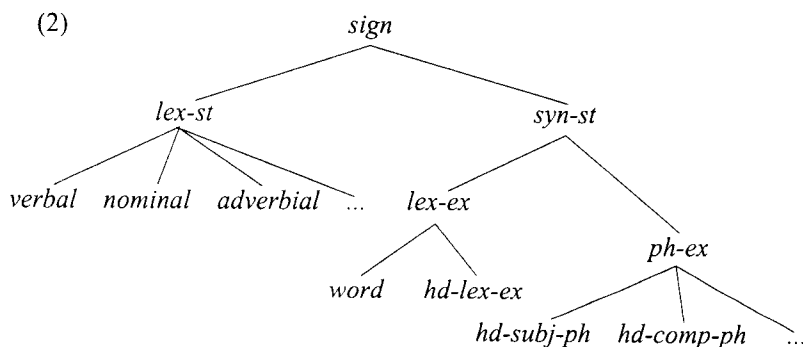 (2) sign
lex-st syn-st
verbal nominal adverbial ... lex-ex
ph-ex
word hd-lex-ex
hd-subj-ph hd-comp-ph ...